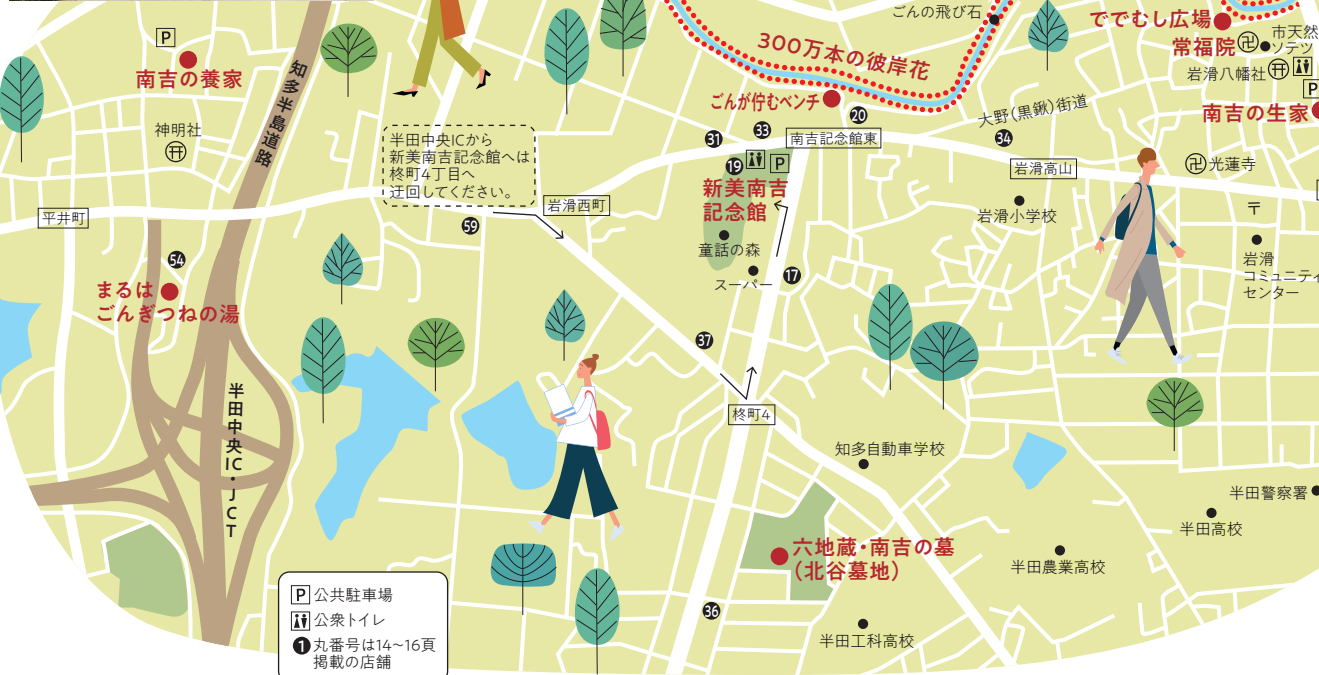 ごんの飛び石
ででむし広場
常福院
卍
市天然
ソテツ
P
南吉の養家
300万本の彼岸花
岩滑八幡社
P
南吉の生家
知多半島道路
ごんが佇むベンチ
20
大野(黒鍬)街道
34
神明社
半田中央ICから
新美南吉記念館へは
柊町4丁目へ
迂回してください。
31
33
南吉記念館東
19
P
新美南吉
記念館
岩滑高山
卍
光蓮寺
岩滑西町
平井町
59
童話の森
岩滑小学校
〒
岩滑
コミュニティ
センター
54
まるは
ごんぎつねの湯
スーパー
17
37
半田中央IC・JCT
柊町4
知多自動車学校
半田警察署
半田高校
六地蔵・南吉の墓
(北谷墓地)
半田農業高校
36
半田工科高校
P 公共駐車場
公衆トイレ
1 丸番号は14~16頁
掲載の店舗